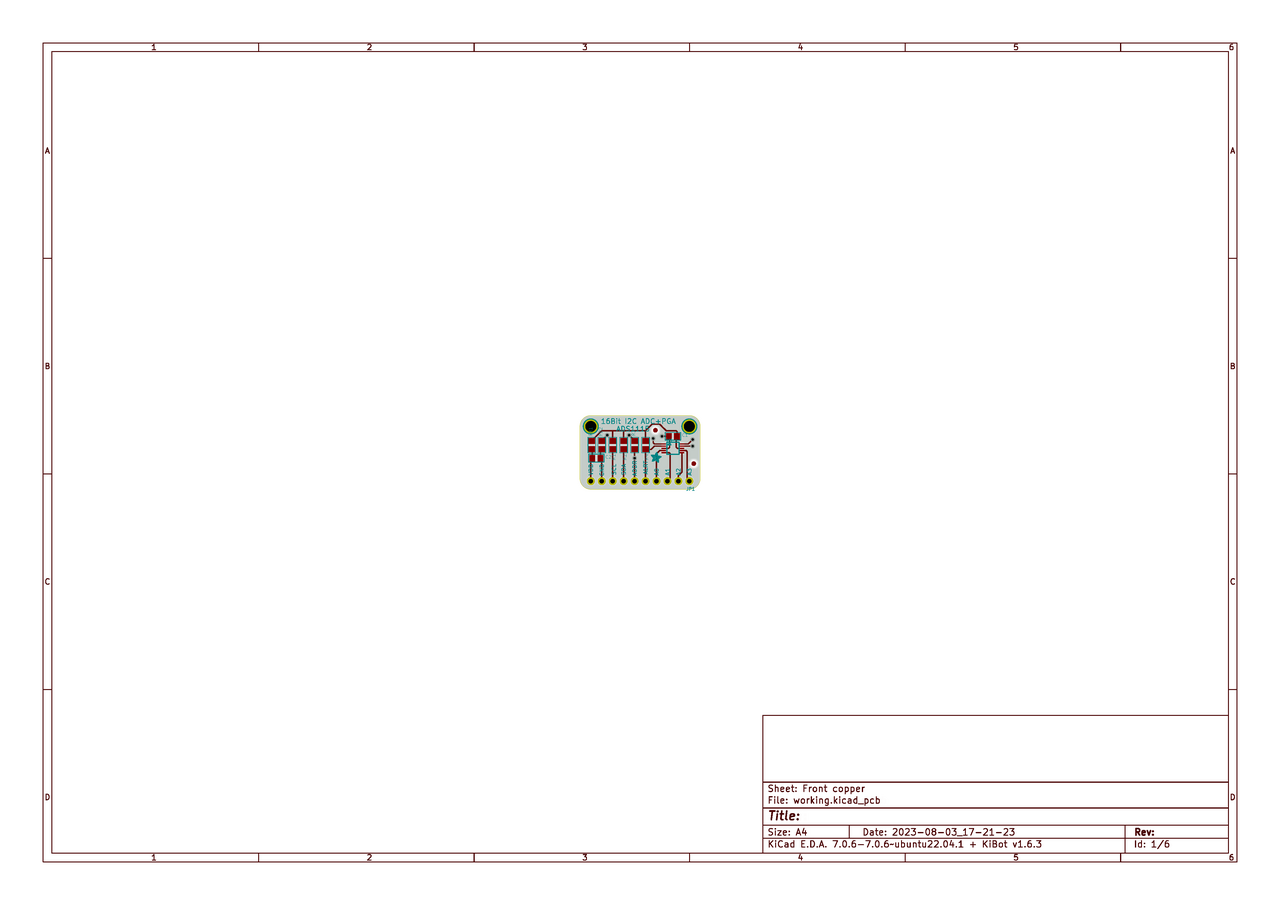 1 2 3 4 5 6
A A
B B
16Bit I2C ADC+PGA
A1
A2
JP1
C C
D D
Sheet: Front copper
File: working.kicad_pcb
Title:
Size: A4 Date: 2023-08-03_17-21-23 Rev:
KiCad E.D.A. 7.0.6-7.0.6~ubuntu22.04.1 + KiBot v1.6.3 Id: 1/6
1 2 3 4 5 6